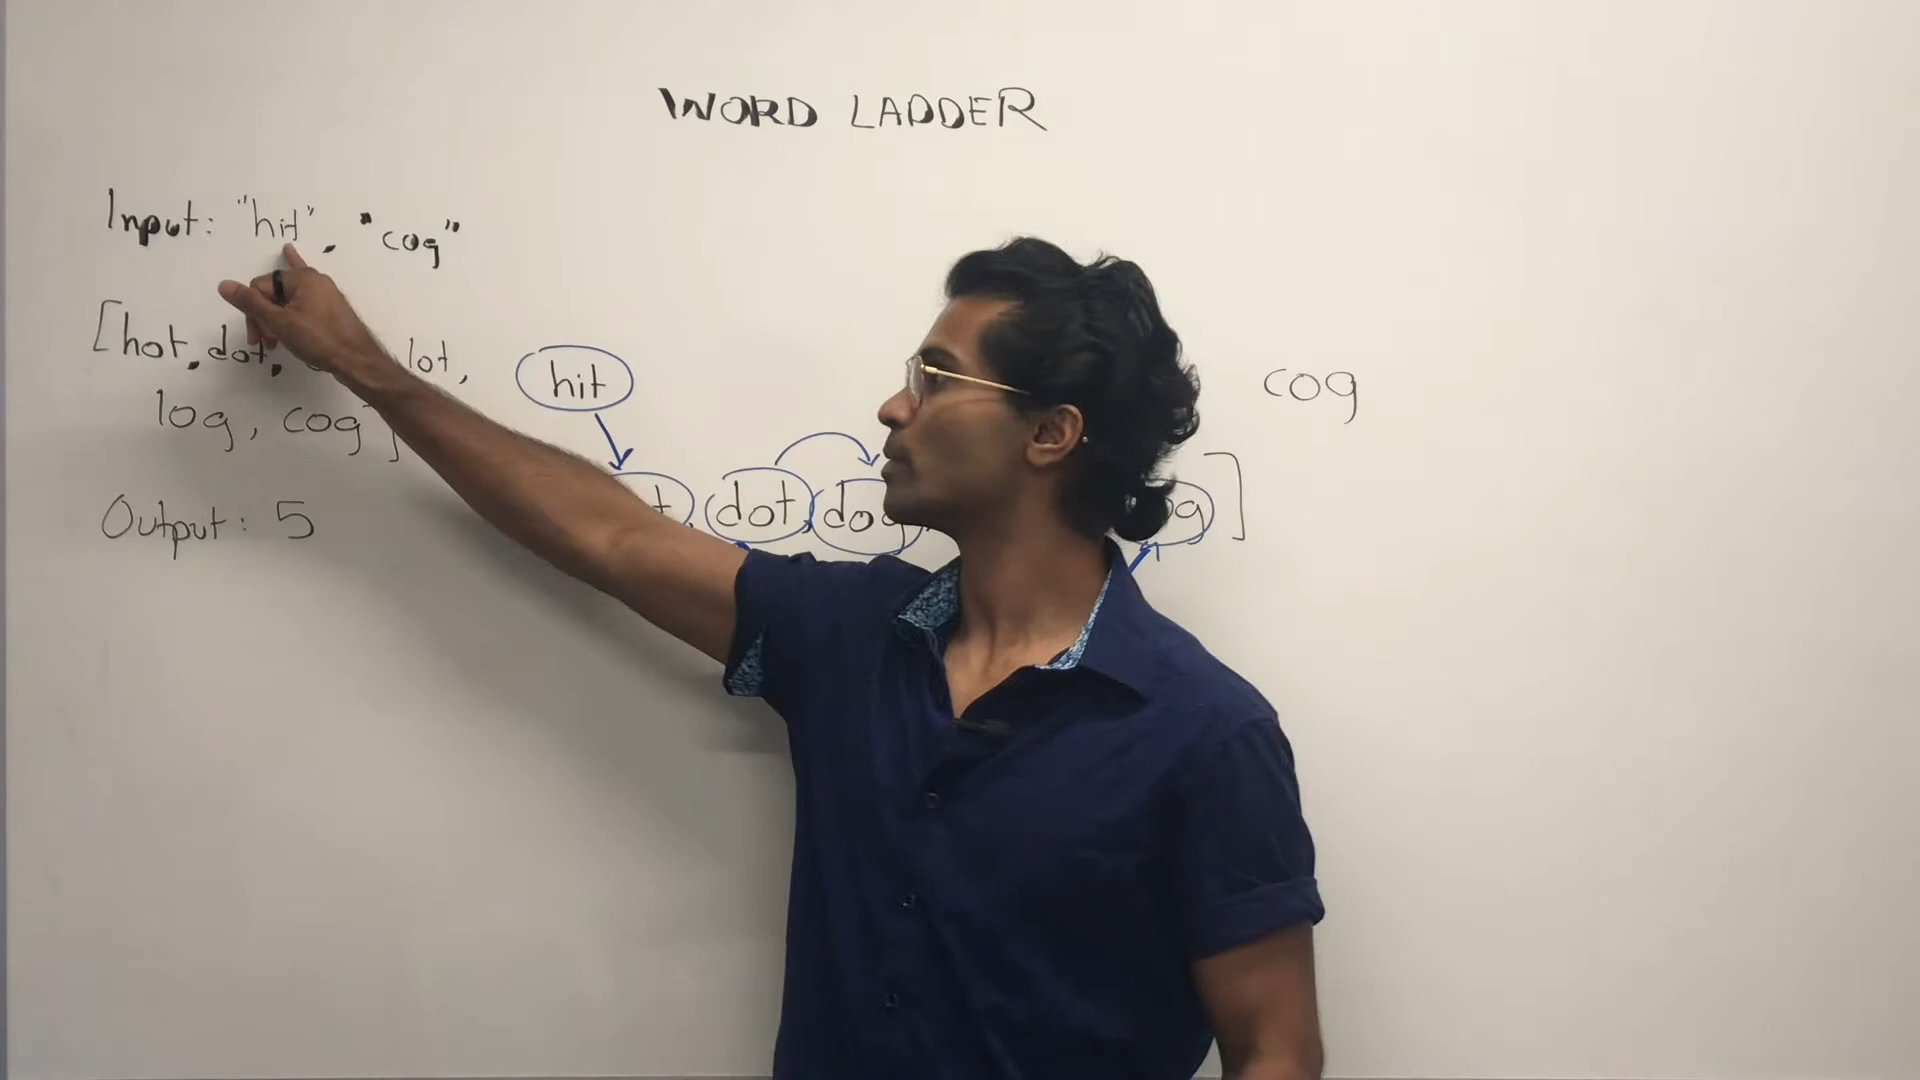 WORD LADDER
Input: "hit", "cog"
[hot, dot, lot,
log, cog]
Output: 5
hit
cog
dot, dog ]